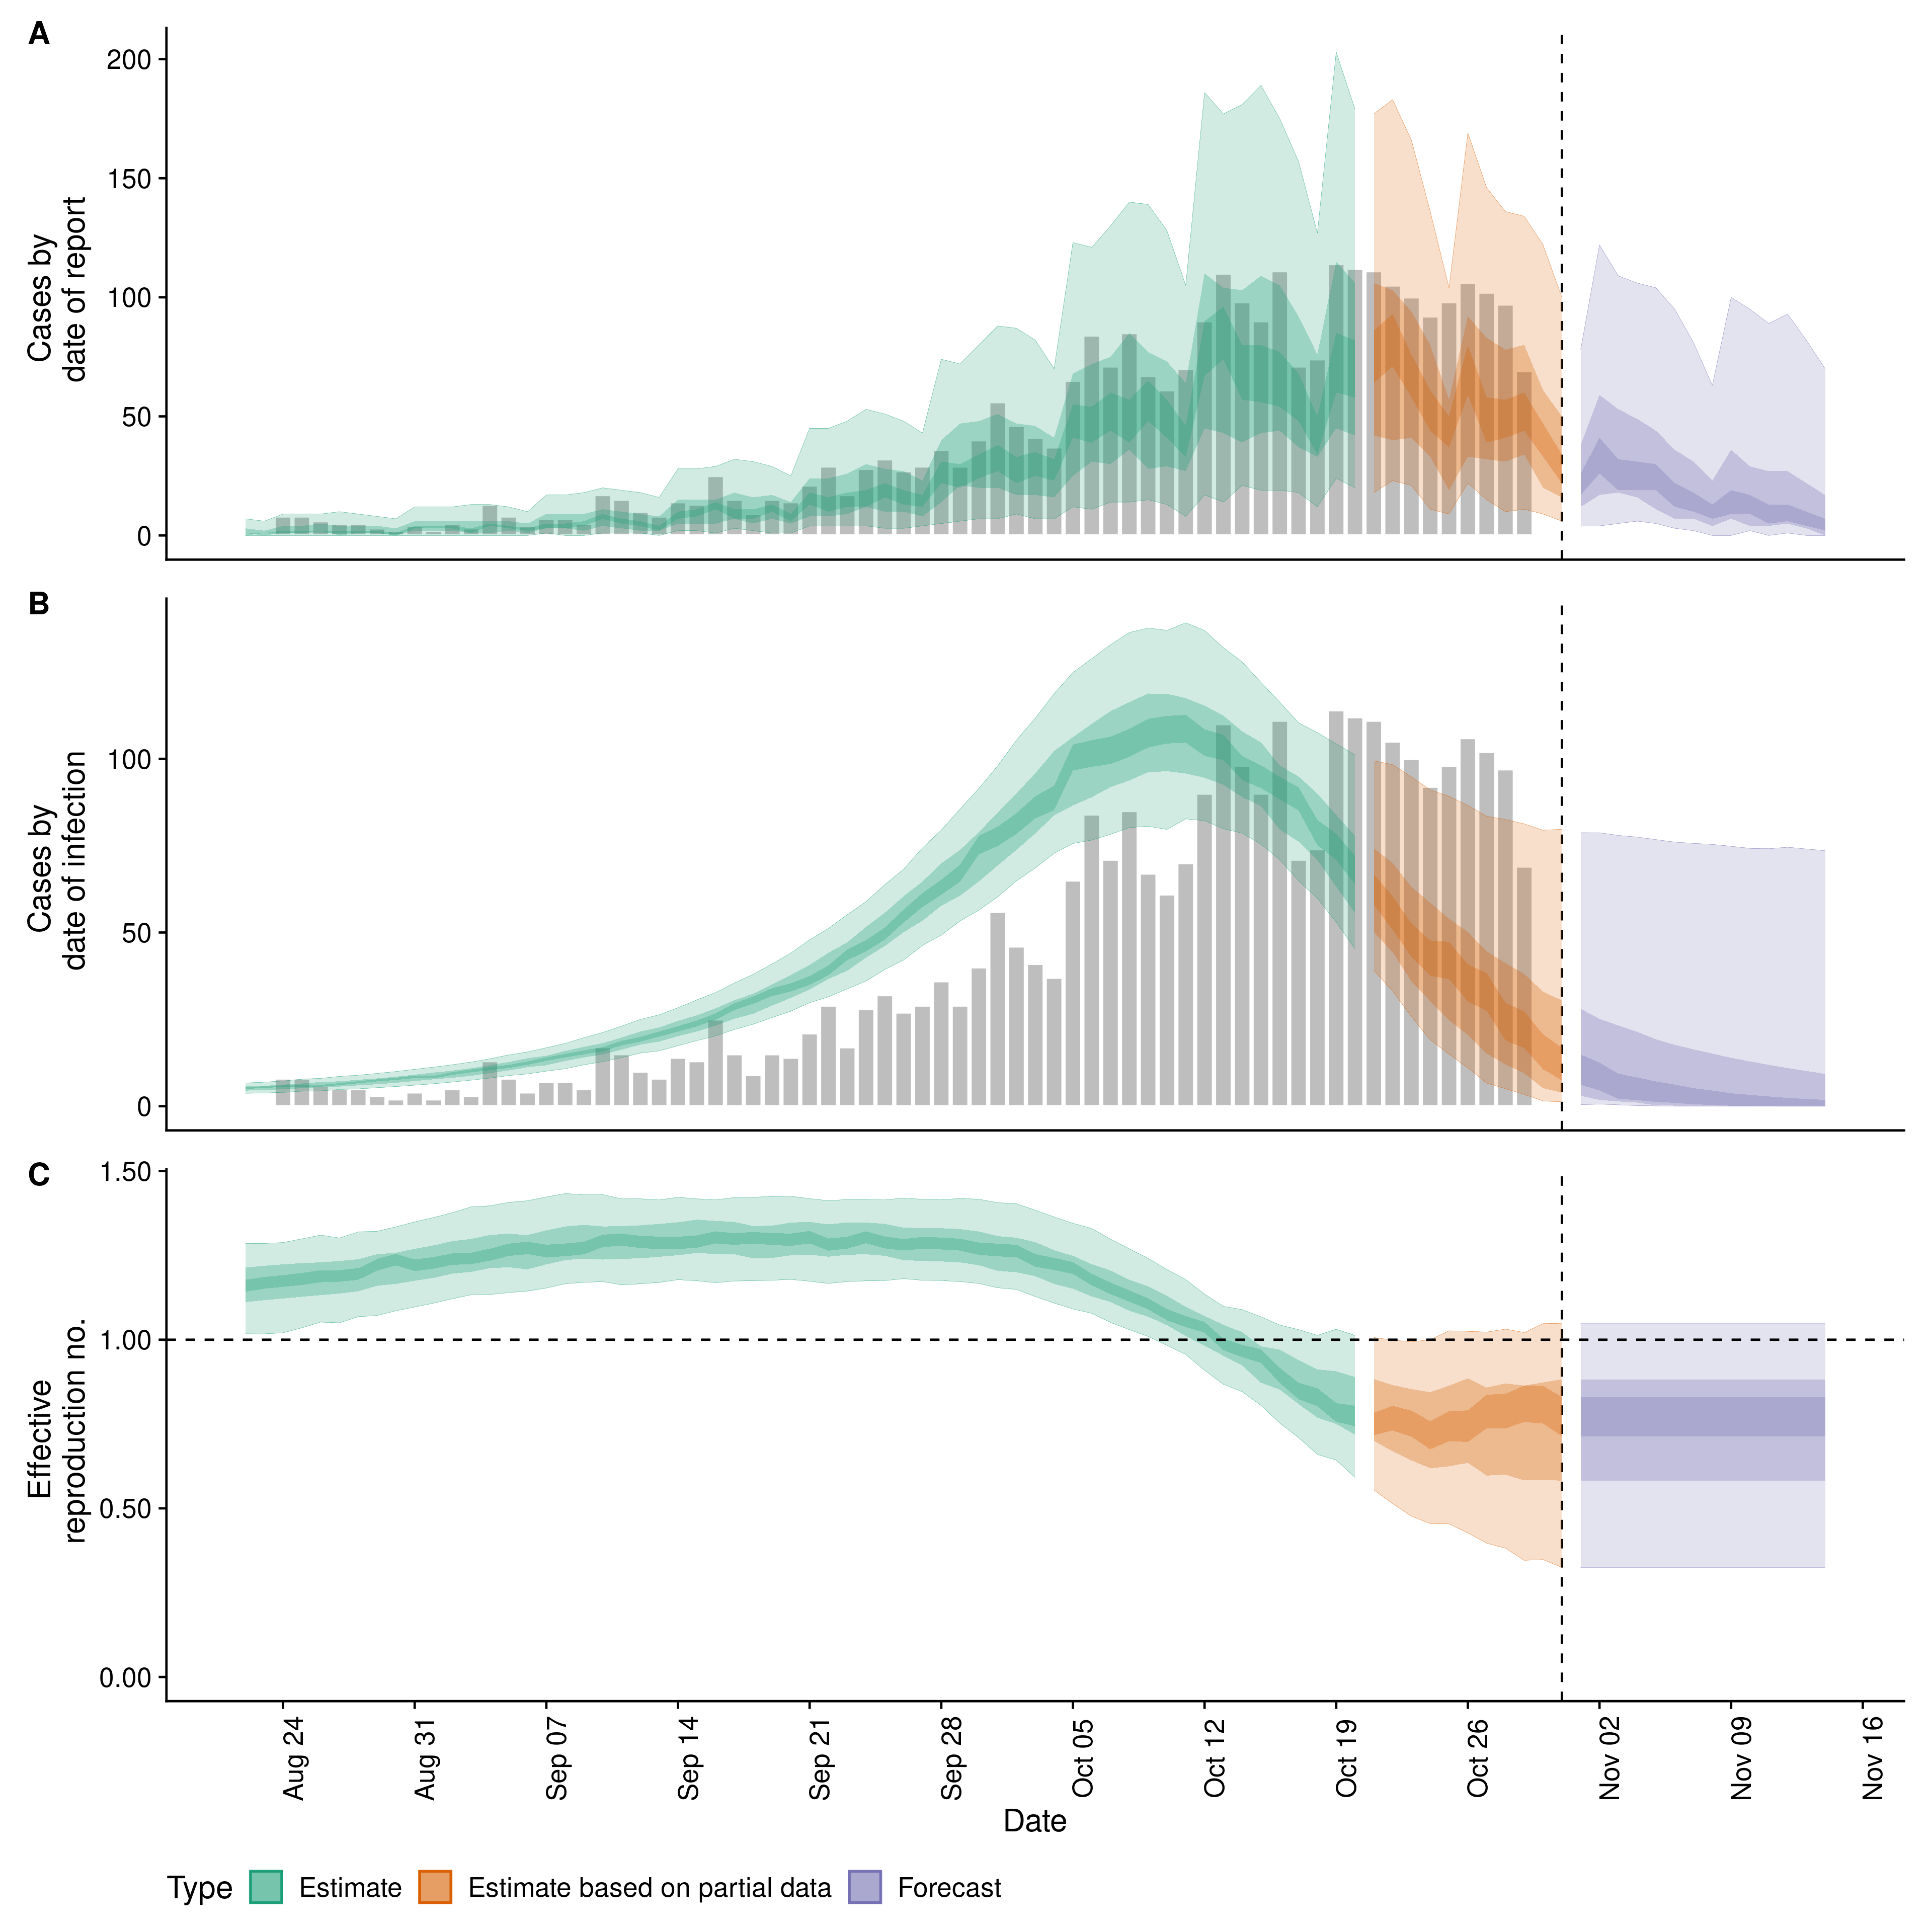 A
200
150
100
50
0
Cases by
date of report
B
100
50
0
Cases by
date of infection
C
1.50
1.00
0.50
0.00
Effective
reproduction no.
Aug 24
Aug 31
Sep 07
Sep 14
Sep 21
Sep 28
Oct 05
Oct 12
Oct 19
Oct 26
Nov 02
Nov 09
Nov 16
Date
Type Estimate Estimate based on partial data Forecast